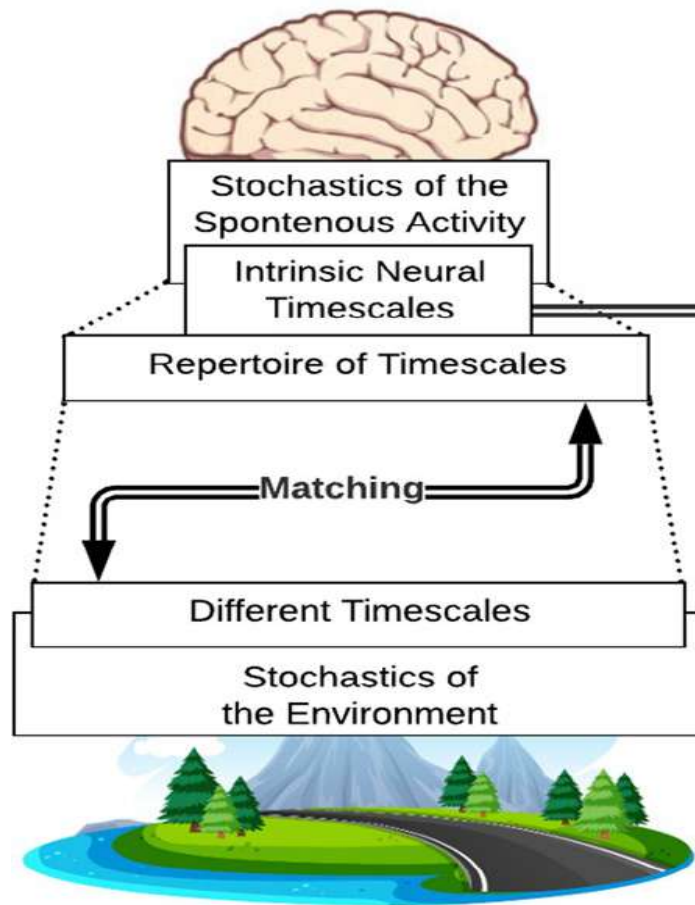 Stochastics of the
Spontenous Activity
Intrinsic Neural
Timescales
Repertoire of Timescales
Matching
Different Timescales
Stochastics of
the Environment